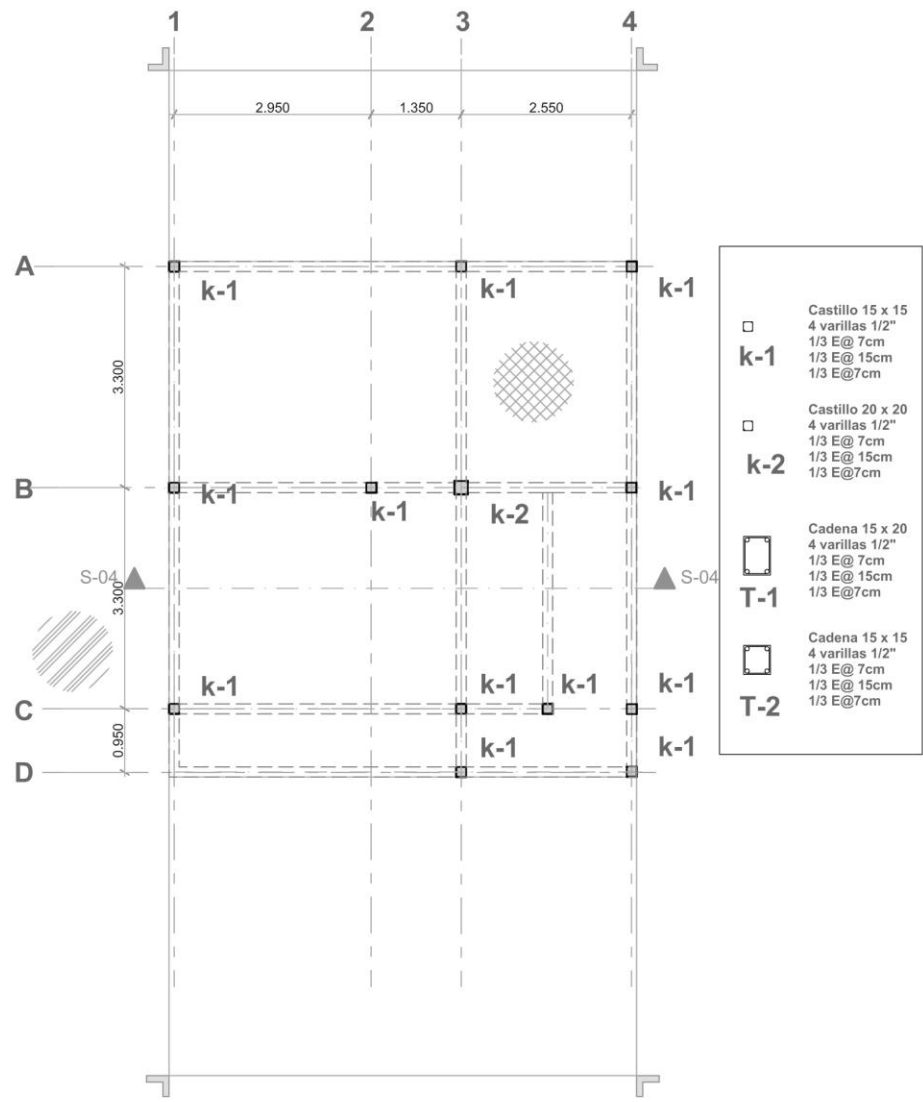 1 2 3 4
2.950 1.350 2.550
A
k-1 k-1 k-1
3.300
B
k-1 k-1 k-2 k-1
S-04 S-04
3.300
k-1 k-1 k-1 k-1
C
0.950
k-1 k-1
D
Castillo 15 x 15
4 varillas 1/2"
1/3 E@ 7cm
1/3 E@ 15cm
1/3 E@7cm
k-1
Castillo 20 x 20
4 varillas 1/2"
1/3 E@ 7cm
1/3 E@ 15cm
1/3 E@7cm
k-2
Cadena 15 x 20
4 varillas 1/2"
1/3 E@ 7cm
1/3 E@ 15cm
1/3 E@7cm
T-1
Cadena 15 x 15
4 varillas 1/2"
1/3 E@ 7cm
1/3 E@ 15cm
1/3 E@7cm
T-2